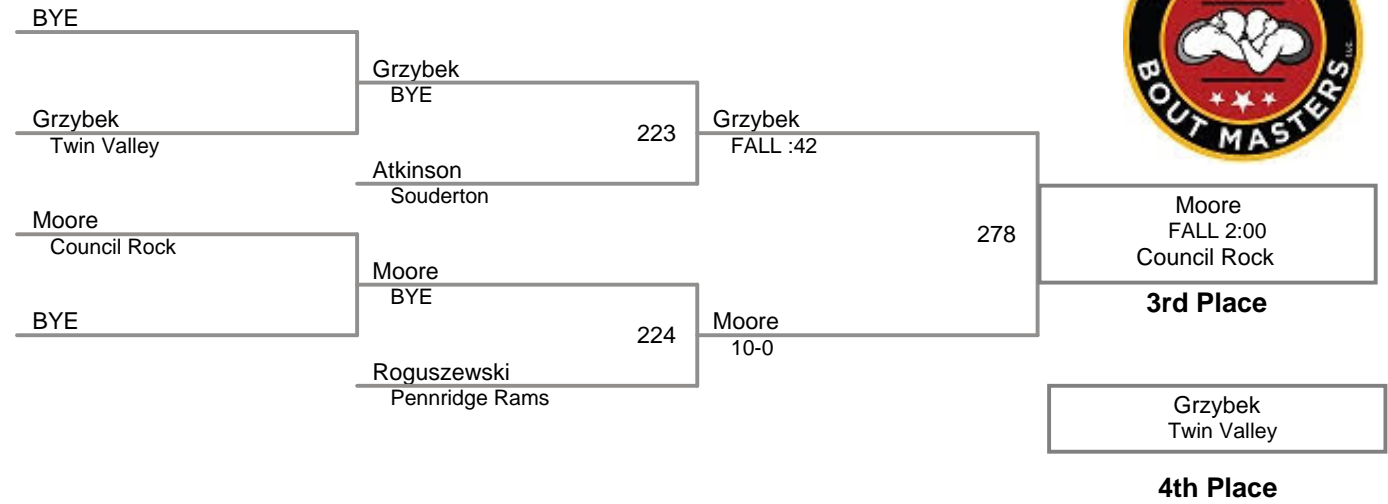 BYE
Grzybek
BYE
Grzybek
Twin Valley
223
Grzybek
FALL :42
Atkinson
Souderton
Moore
Council Rock
278
Moore
FALL 2:00
Council Rock
Moore
BYE
3rd Place
BYE
224
Moore
10-0
Roguszewski
Pennridge Rams
Grzybek
Twin Valley
4th Place
BOUT MASTERS